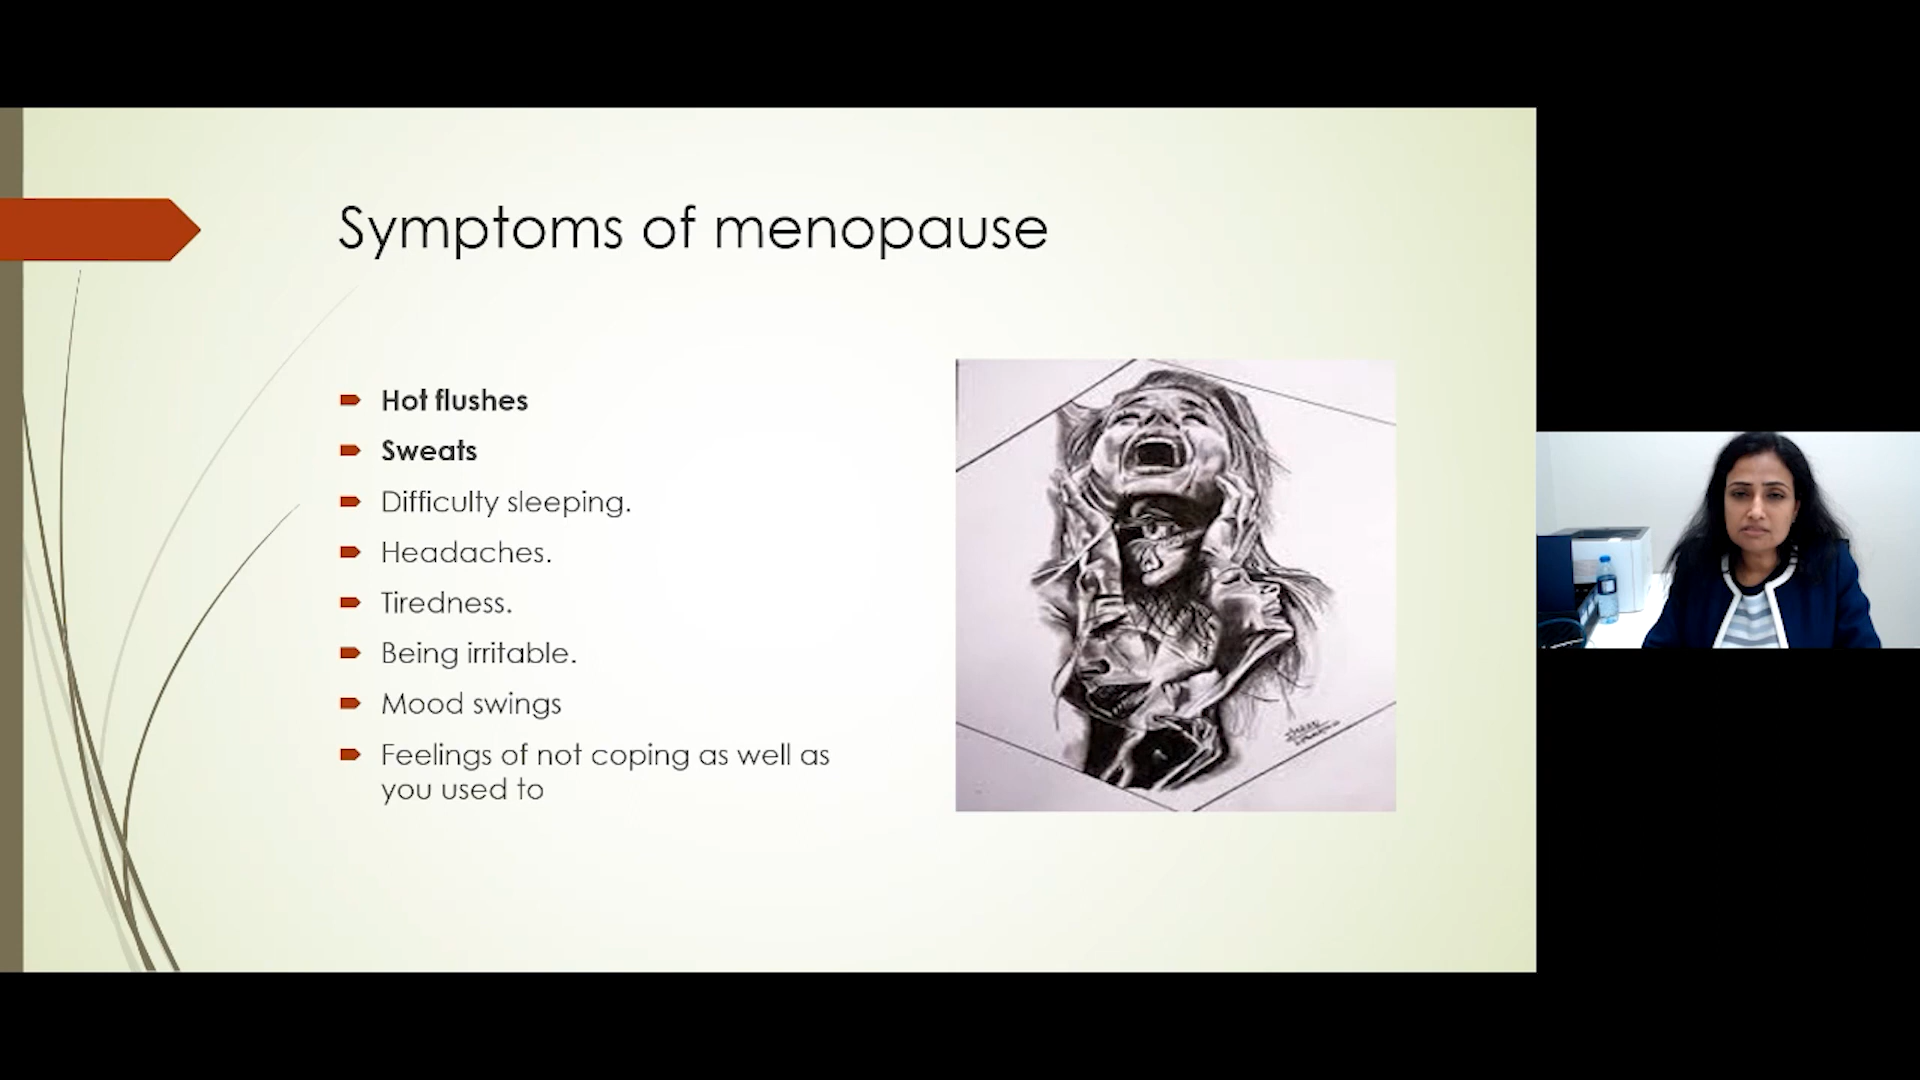 Symptoms of menopause
Hot flushes
Sweats
Difficulty sleeping.
Headaches.
Tiredness.
Being irritable.
Mood swings
Feelings of not coping as well as
you used to